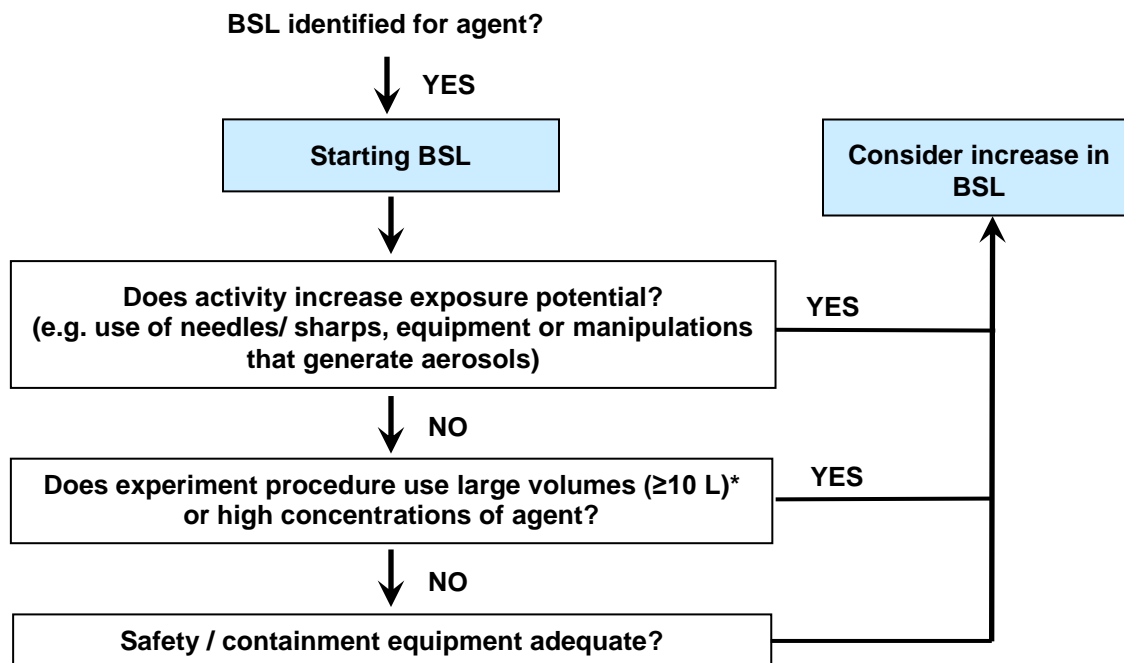 BSL identified for agent?
YES
Starting BSL
Consider increase in
BSL
Does activity increase exposure potential?
(e.g. use of needles/ sharps, equipment or manipulations
that generate aerosols)
YES
NO
Does experiment procedure use large volumes (≥10 L)*
or high concentrations of agent?
YES
NO
Safety / containment equipment adequate?